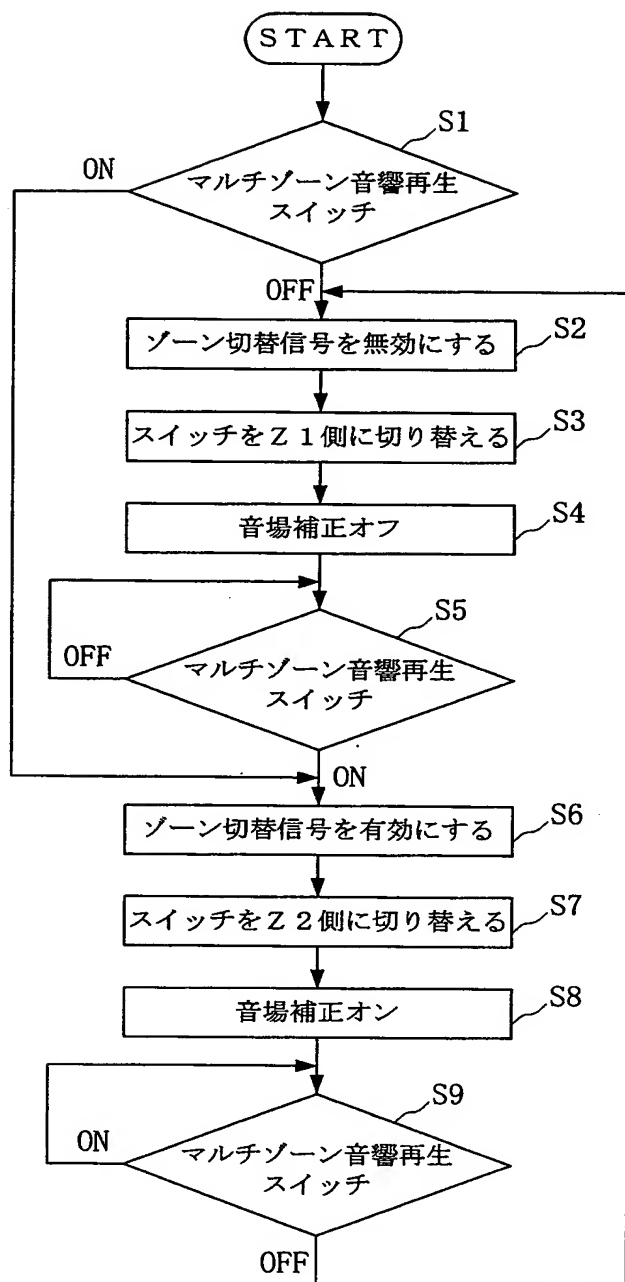 START
S1
ON
マルチゾーン音響再生
スイッチ
OFF
ゾーン切替信号を無効にする
S2
スイッチをZ1側に切り替える
S3
音場補正オフ
S4
S5
OFF
マルチゾーン音響再生
スイッチ
ON
ゾーン切替信号を有効にする
S6
スイッチをZ2側に切り替える
S7
音場補正オン
S8
S9
ON
マルチゾーン音響再生
スイッチ
OFF